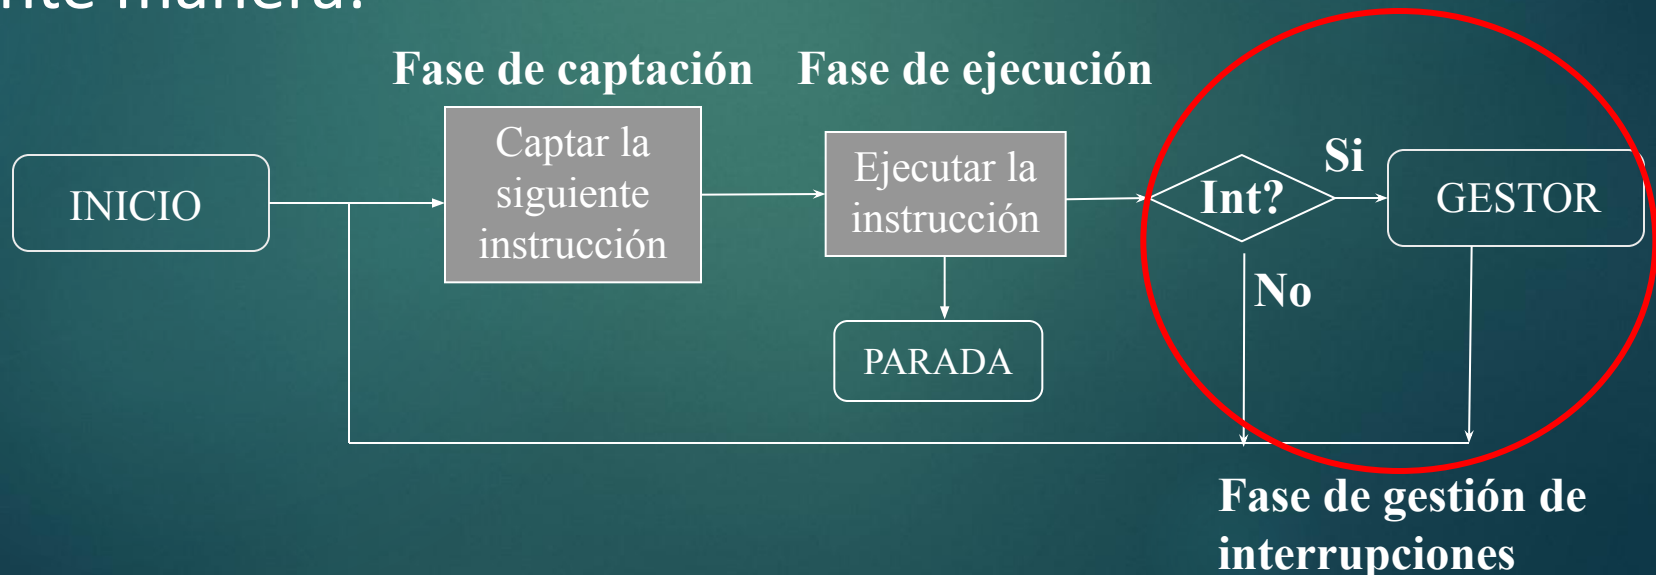 Fase de captación
Fase de ejecución
INICIO
Captar la
siguiente
instrucción
Ejecutar la
instrucción
Int?
Si
GESTOR
No
PARADA
Fase de gestión de
interrupciones